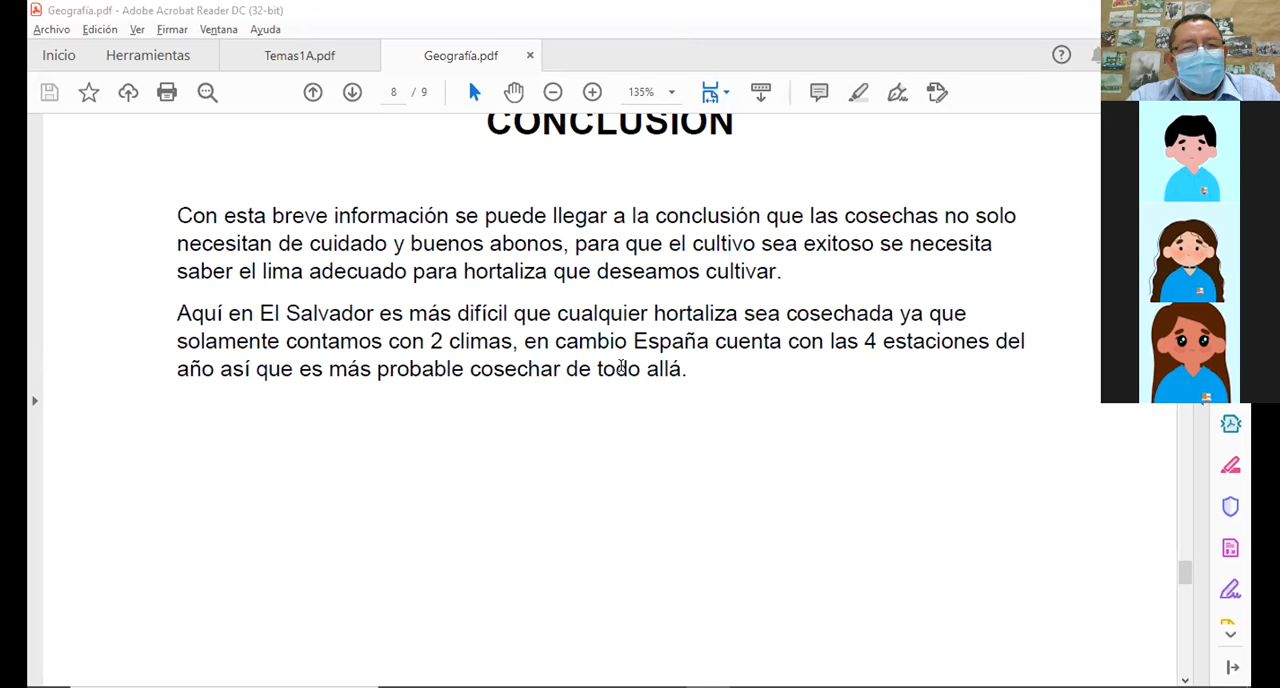 Geografía.pdf - Adobe Acrobat Reader DC (32-bit)
Archivo Edición Ver Firmar Ventana Ayuda
Inicio Herramientas Temas1A.pdf Geografía.pdf ×
8 / 9 135%
CONCLUSIÓN
Con esta breve información se puede llegar a la conclusión que las cosechas no solo
necesitan de cuidado y buenos abonos, para que el cultivo sea exitoso se necesita
saber el lima adecuado para hortaliza que deseamos cultivar.
Aquí en El Salvador es más difícil que cualquier hortaliza sea cosechada ya que
solamente contamos con 2 climas, en cambio España cuenta con las 4 estaciones del
año así que es más probable cosechar de todo allá.